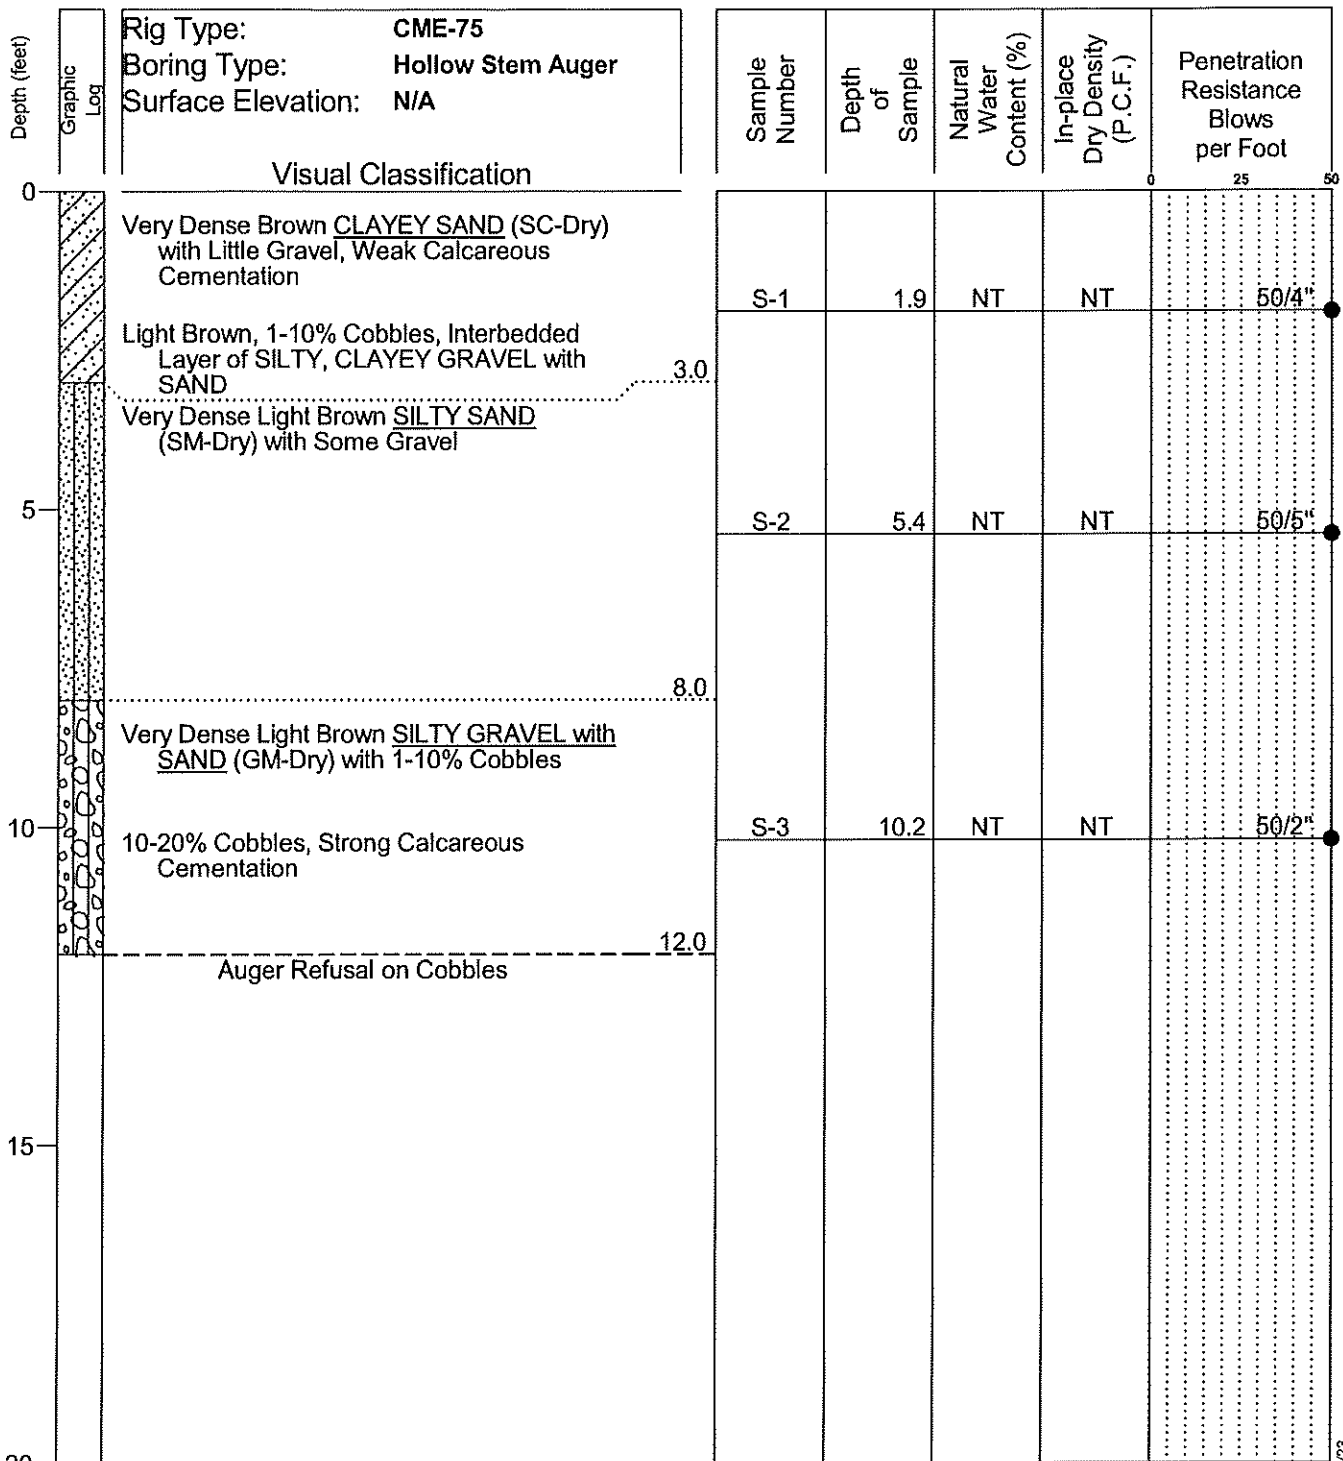 Depth (feet)
Graphic
Log
Rig Type: CME-75
Boring Type: Hollow Stem Auger
Surface Elevation: N/A
Visual Classification
Sample
Number
Depth
of
Sample
Natural
Water
Content (%)
In-place
Dry Density
(P.C.F.)
Penetration
Resistance
Blows
per Foot
0 25 50
0
Very Dense Brown CLAYEY SAND (SC-Dry)
with Little Gravel, Weak Calcareous
Cementation
S-1 1.9 NT NT 50/4"
Light Brown, 1-10% Cobbles, Interbedded
Layer of SILTY, CLAYEY GRAVEL with
SAND
3.0
Very Dense Light Brown SILTY SAND
(SM-Dry) with Some Gravel
5
S-2 5.4 NT NT 50/5"
8.0
Very Dense Light Brown SILTY GRAVEL with
SAND (GM-Dry) with 1-10% Cobbles
10
S-3 10.2 NT NT 50/2"
10-20% Cobbles, Strong Calcareous
Cementation
12.0
Auger Refusal on Cobbles
15